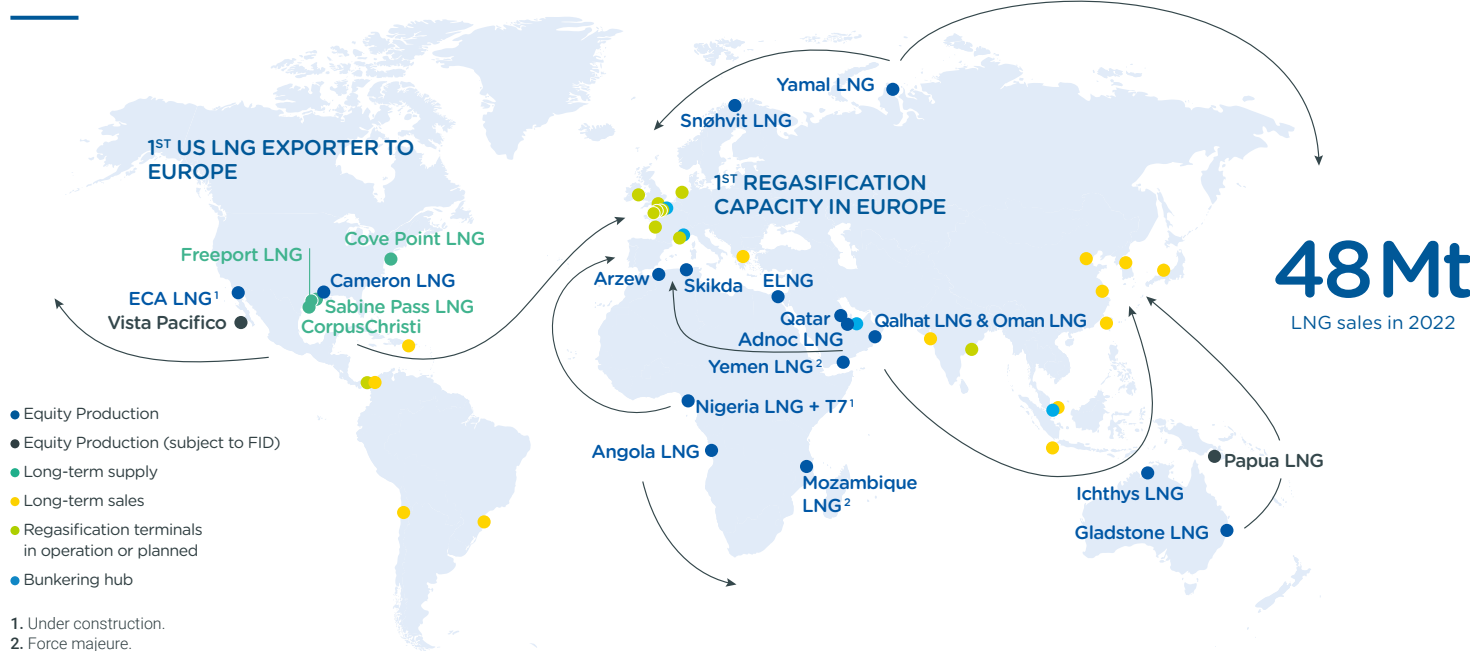 Yamal LNG
Snøhvit LNG
1ST US LNG EXPORTER TO
EUROPE
1ST REGASIFICATION
CAPACITY IN EUROPE
Cove Point LNG
Freeport LNG
Cameron LNG
ECA LNG1
Sabine Pass LNG
Vista Pacifico
CorpusChristi
Arzew
Skikda
ELNG
Qatar
Adnoc LNG
Qalhat LNG & Oman LNG
Yemen LNG2
48 Mt
LNG sales in 2022
Nigeria LNG + T71
Angola LNG
Mozambique
LNG2
Papua LNG
Ichthys LNG
Gladstone LNG
Equity Production
Equity Production (subject to FID)
Long-term supply
Long-term sales
Regasification terminals
in operation or planned
Bunkering hub
1. Under construction.
2. Force majeure.